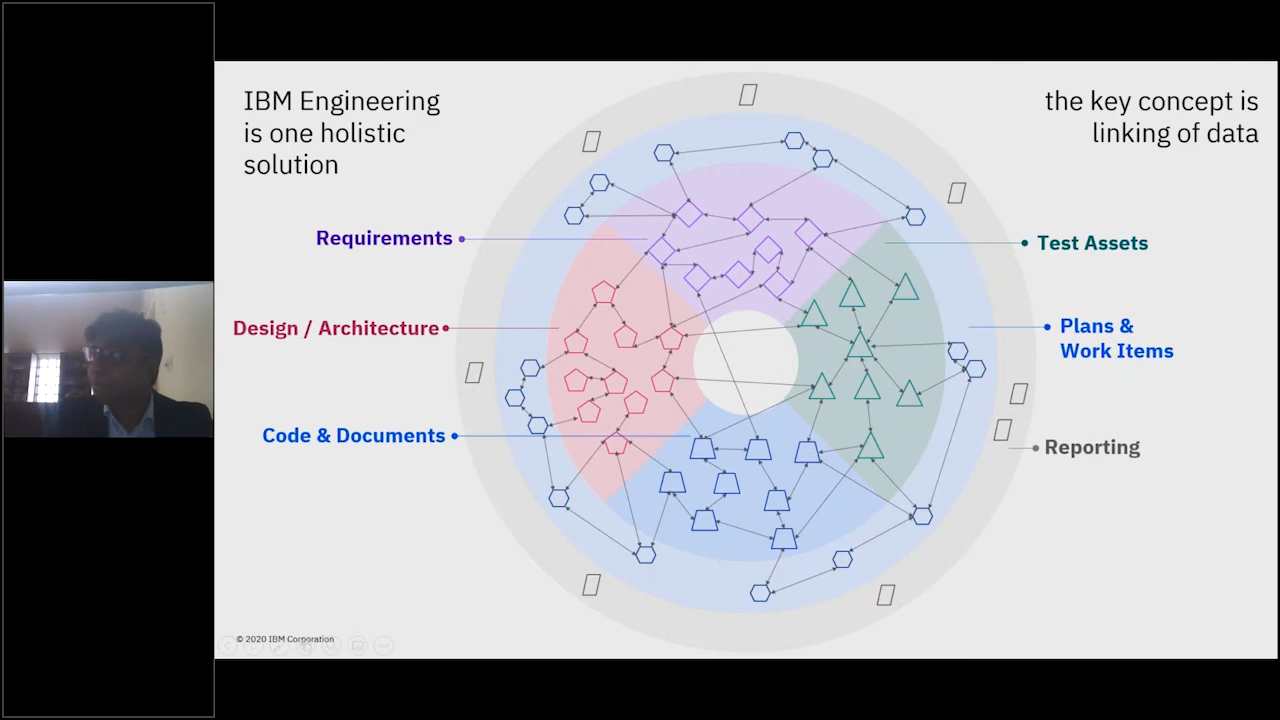 IBM Engineering
is one holistic
solution
the key concept is
linking of data
Requirements
Test Assets
Design / Architecture
Plans &
Work Items
Code & Documents
Reporting
© 2020 IBM Corporation